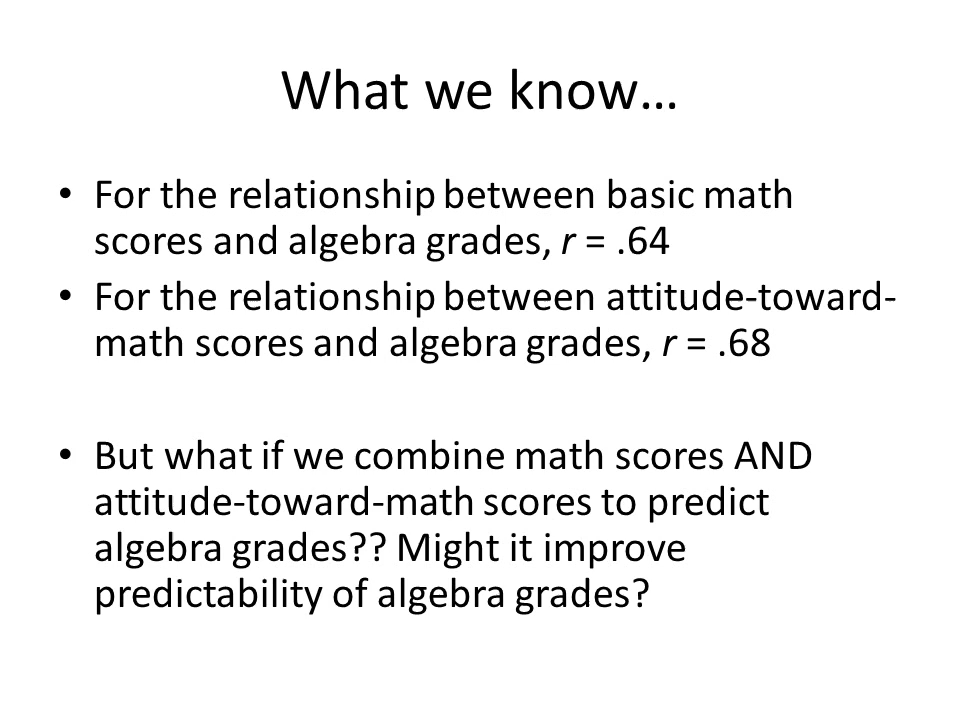 What we know…
• For the relationship between basic math
scores and algebra grades, r = .64
• For the relationship between attitude-toward-
math scores and algebra grades, r = .68
• But what if we combine math scores AND
attitude-toward-math scores to predict
algebra grades?? Might it improve
predictability of algebra grades?